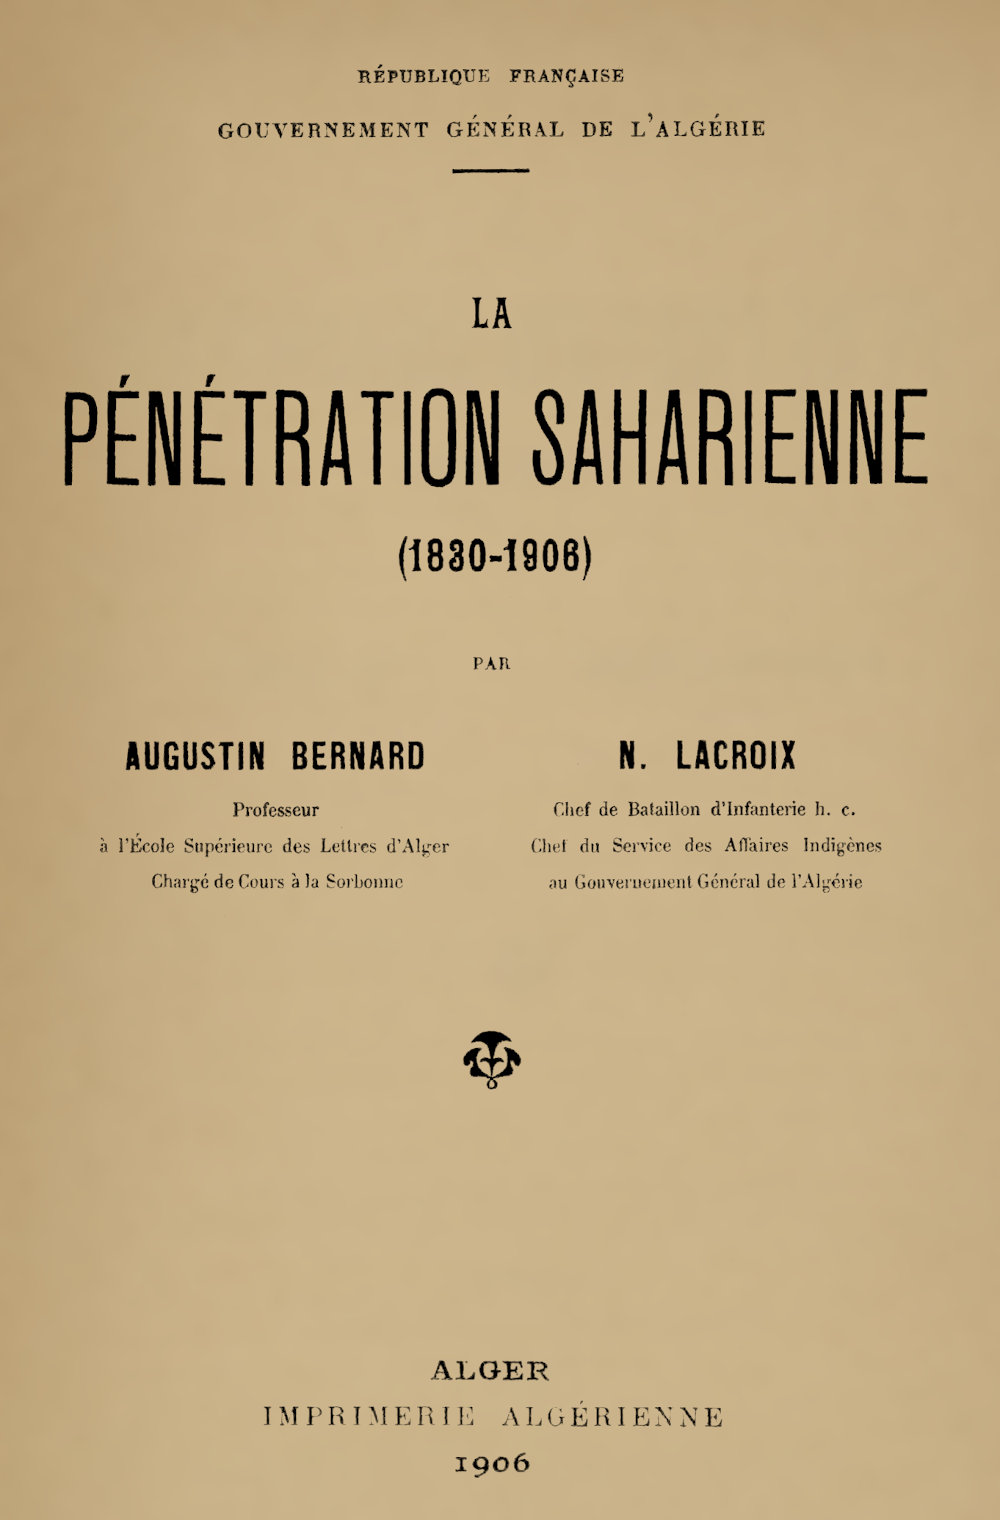 RÉPUBLIQUE FRANÇAISE
GOUVERNEMENT GÉNÉRAL DE L'ALGÉRIE
LA
PÉNÉTRATION SAHARIENNE
(1830-1906)
PAR
AUGUSTIN BERNARD
Professeur
à l'École Supérieure des Lettres d'Alger
Chargé de Cours à la Sorbonne
N. LACROIX
Chef de Bataillon d'Infanterie h. c.
Chef du Service des Affaires Indigènes
au Gouvernement Général de l'Algérie
ALGER
IMPRIMERIE ALGÉRIENNE
1906